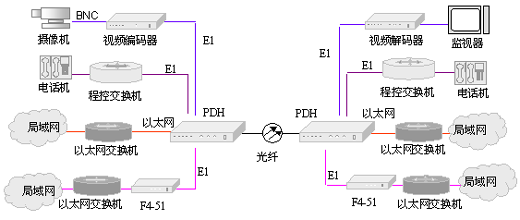 BNC
摄像机
视频编码器
E1
视频解码器
监视器
E1
电话机
程控交换机
E1
E1
程控交换机
电话机
局域网
以太网交换机
以太网
PDH
光纤
PDH
以太网
以太网交换机
局域网
局域网
以太网交换机
F4-51
E1
E1
F4-51
以太网交换机
局域网